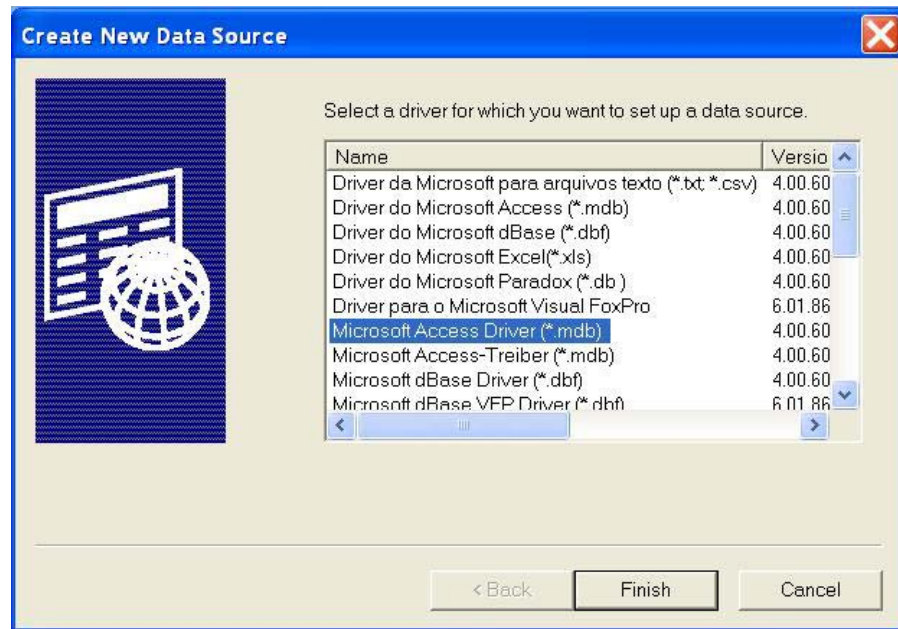 Create New Data Source
Select a driver for which you want to set up a data source.
Name Versio
Driver da Microsoft para arquivos texto (*.txt; *.csv) 4.00.60
Driver do Microsoft Access (*.mdb) 4.00.60
Driver do Microsoft dBase (*.dbf) 4.00.60
Driver do Microsoft Excel(*.xls) 4.00.60
Driver do Microsoft Paradox (*.db ) 4.00.60
Driver para o Microsoft Visual FoxPro 6.01.86
Microsoft Access Driver (*.mdb) 4.00.60
Microsoft Access-Treiber (*.mdb) 4.00.60
Microsoft dBase Driver (*.dbf) 4.00.60
Microsoft dBase VFP Driver (*.dbf) 6.01.86
< Back Finish Cancel